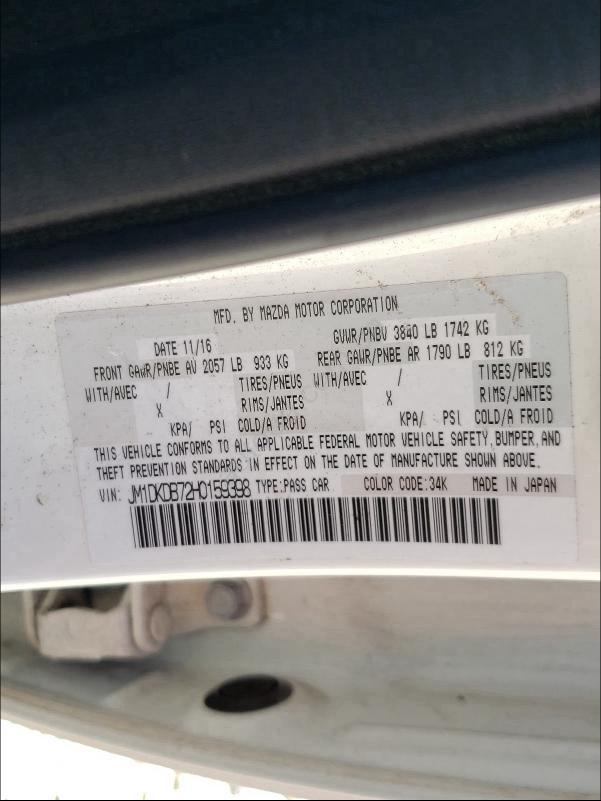 MFD. BY MAZDA MOTOR CORPORATION
DATE 11/16 GVWR/PNBV 3840 LB 1742 KG
FRONT GAWR/PNBE AV 2057 LB 933 KG REAR GAWR/PNBE AR 1790 LB 812 KG
WITH/AVEC / TIRES/PNEUS WITH/AVEC / TIRES/PNEUS
X RIMS/JANTES X RIMS/JANTES
KPA/ PSI COLD/A FROID KPA/ PSI COLD/A FROID
THIS VEHICLE CONFORMS TO ALL APPLICABLE FEDERAL MOTOR VEHICLE SAFETY, BUMPER, AND
THEFT PREVENTION STANDARDS IN EFFECT ON THE DATE OF MANUFACTURE SHOWN ABOVE.
VIN: JM1DKDB72H0159398 TYPE:PASS CAR COLOR CODE:34K MADE IN JAPAN